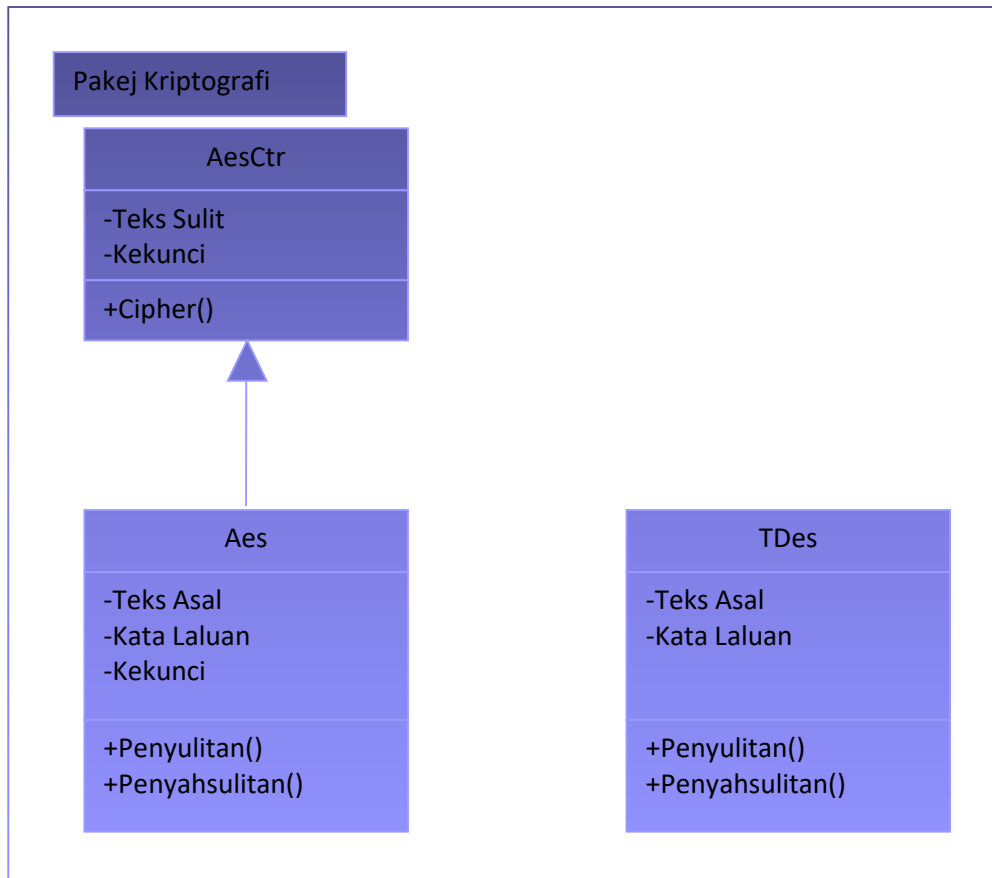 Pakej Kriptografi
AesCtr
-Teks Sulit
-Kekunci
+Cipher()
Aes
-Teks Asal
-Kata Laluan
-Kekunci
+Penyulitan()
+Penyahsulitan()
TDes
-Teks Asal
-Kata Laluan
+Penyulitan()
+Penyahsulitan()